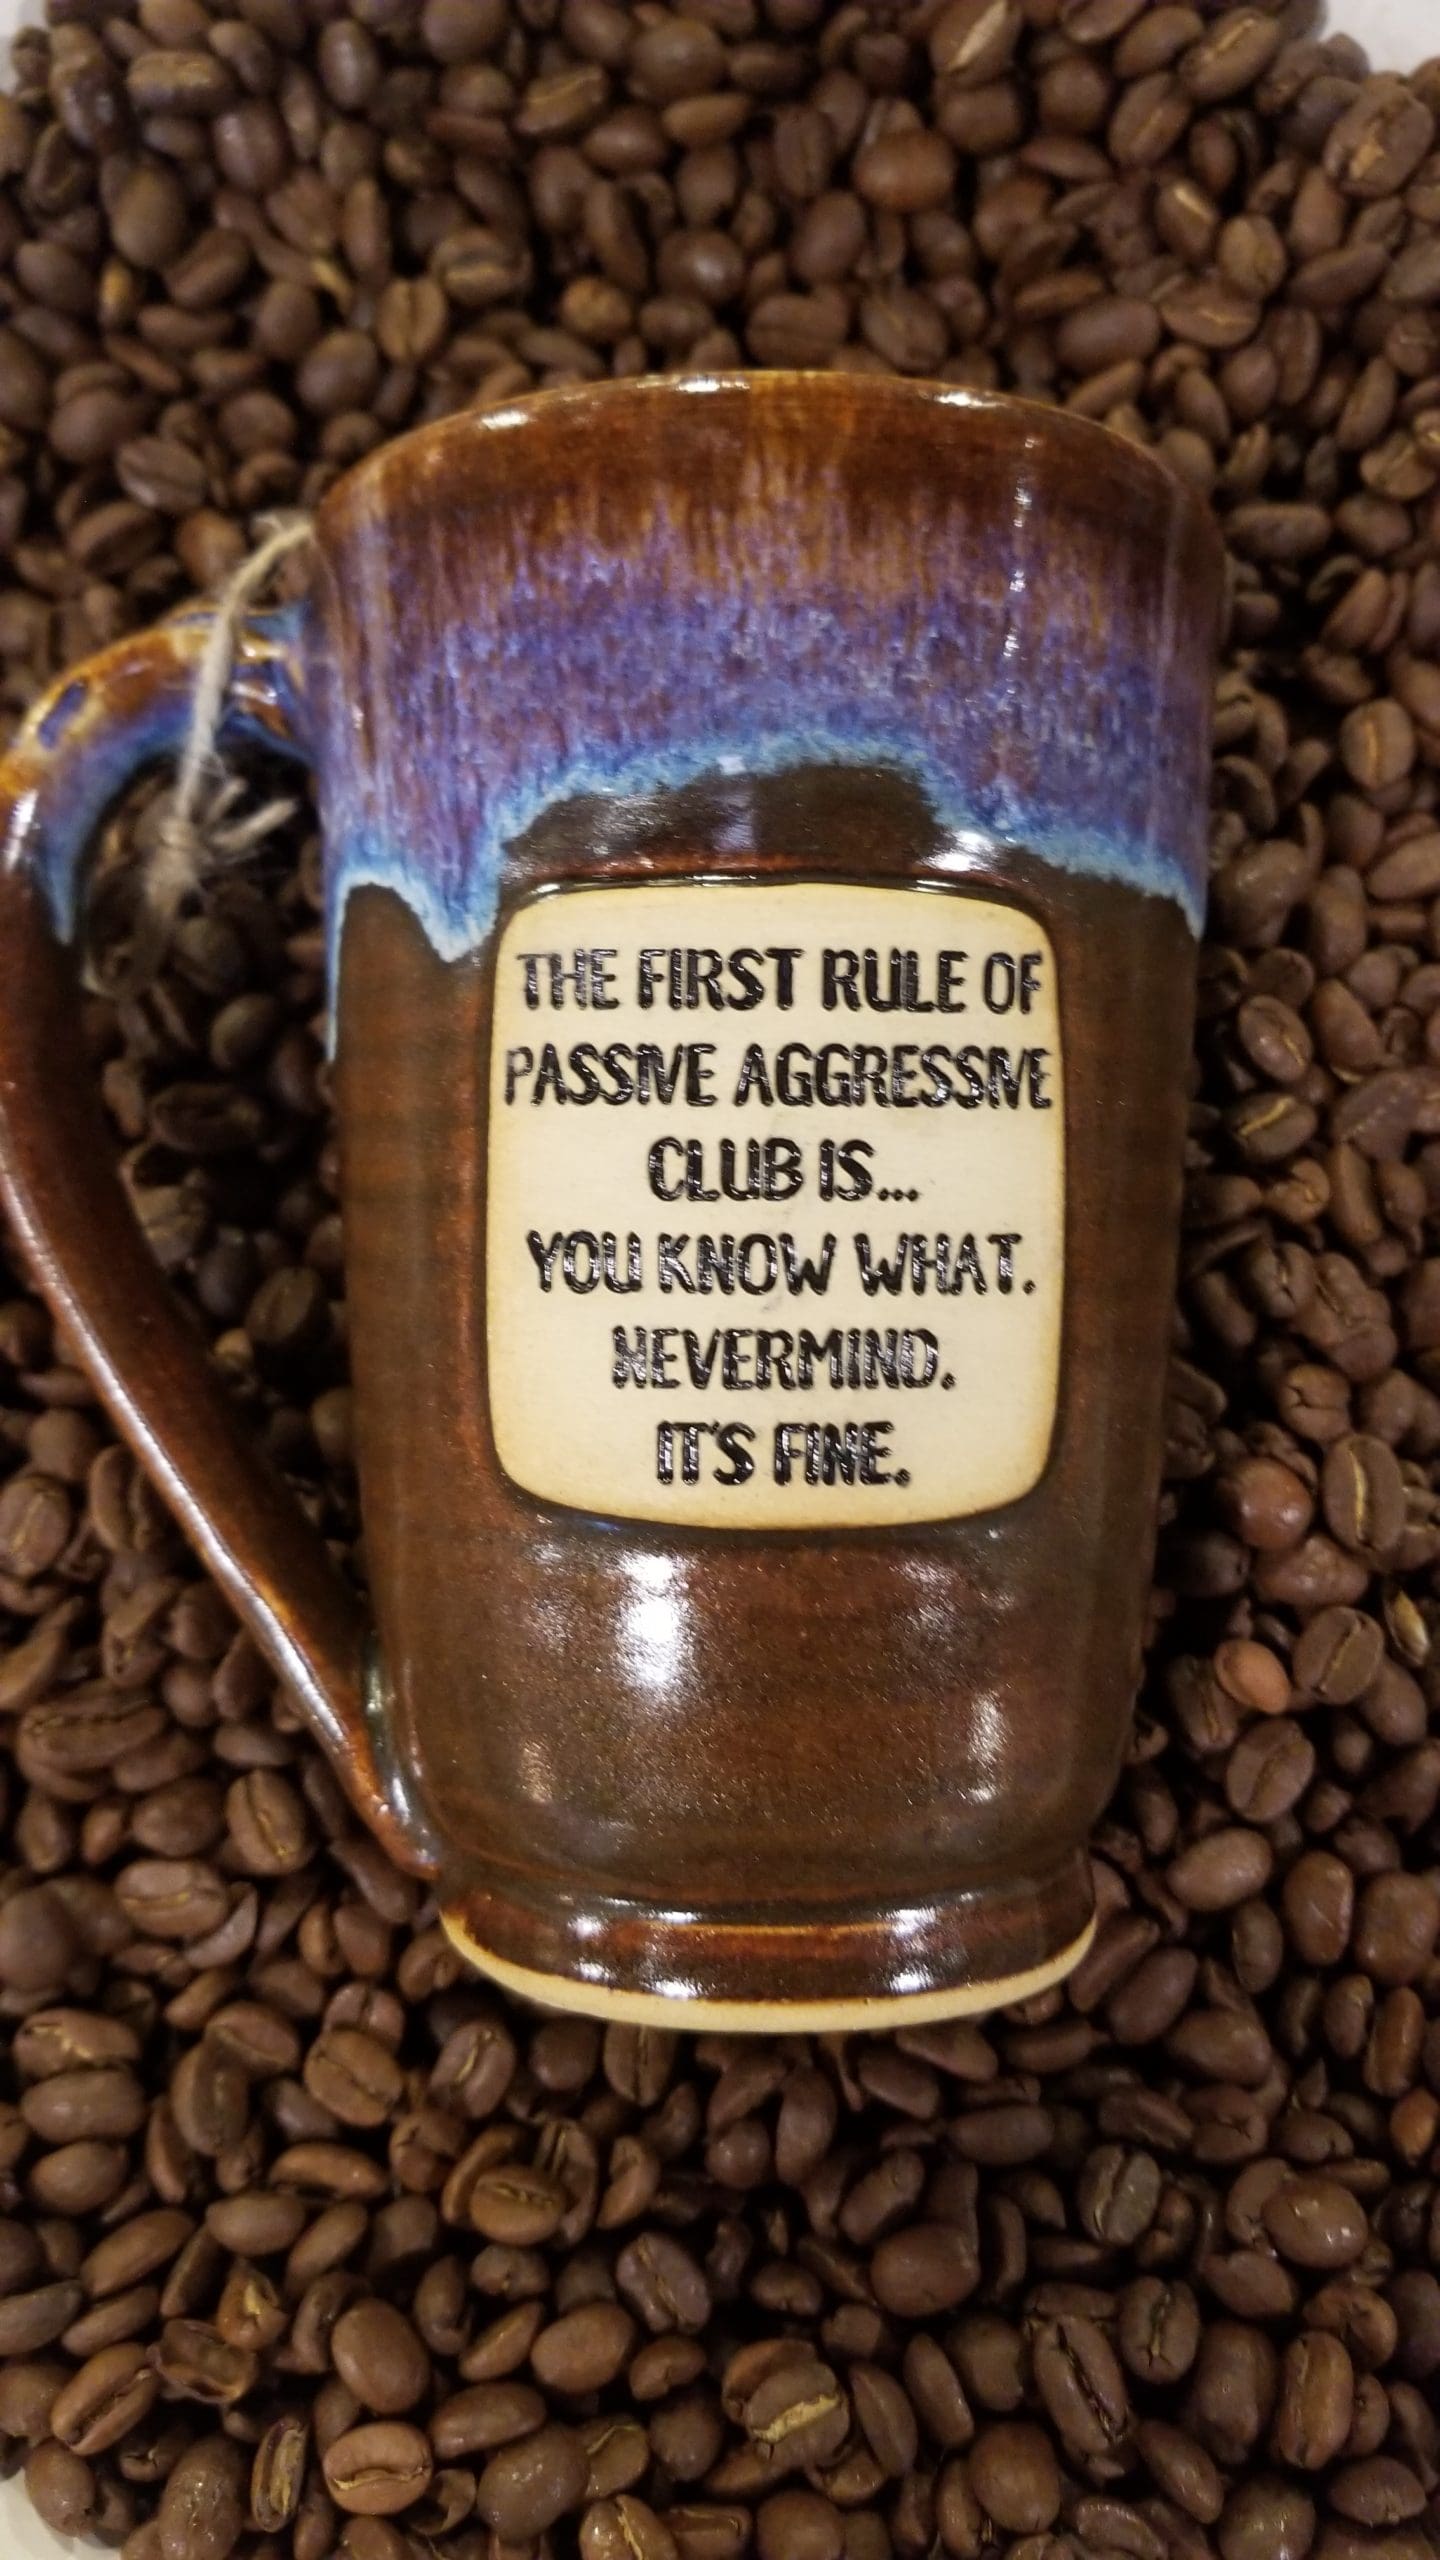 THE FIRST RULE OF
PASSIVE AGGRESSIVE
CLUB IS...
YOU KNOW WHAT.
NEVERMIND.
IT'S FINE.